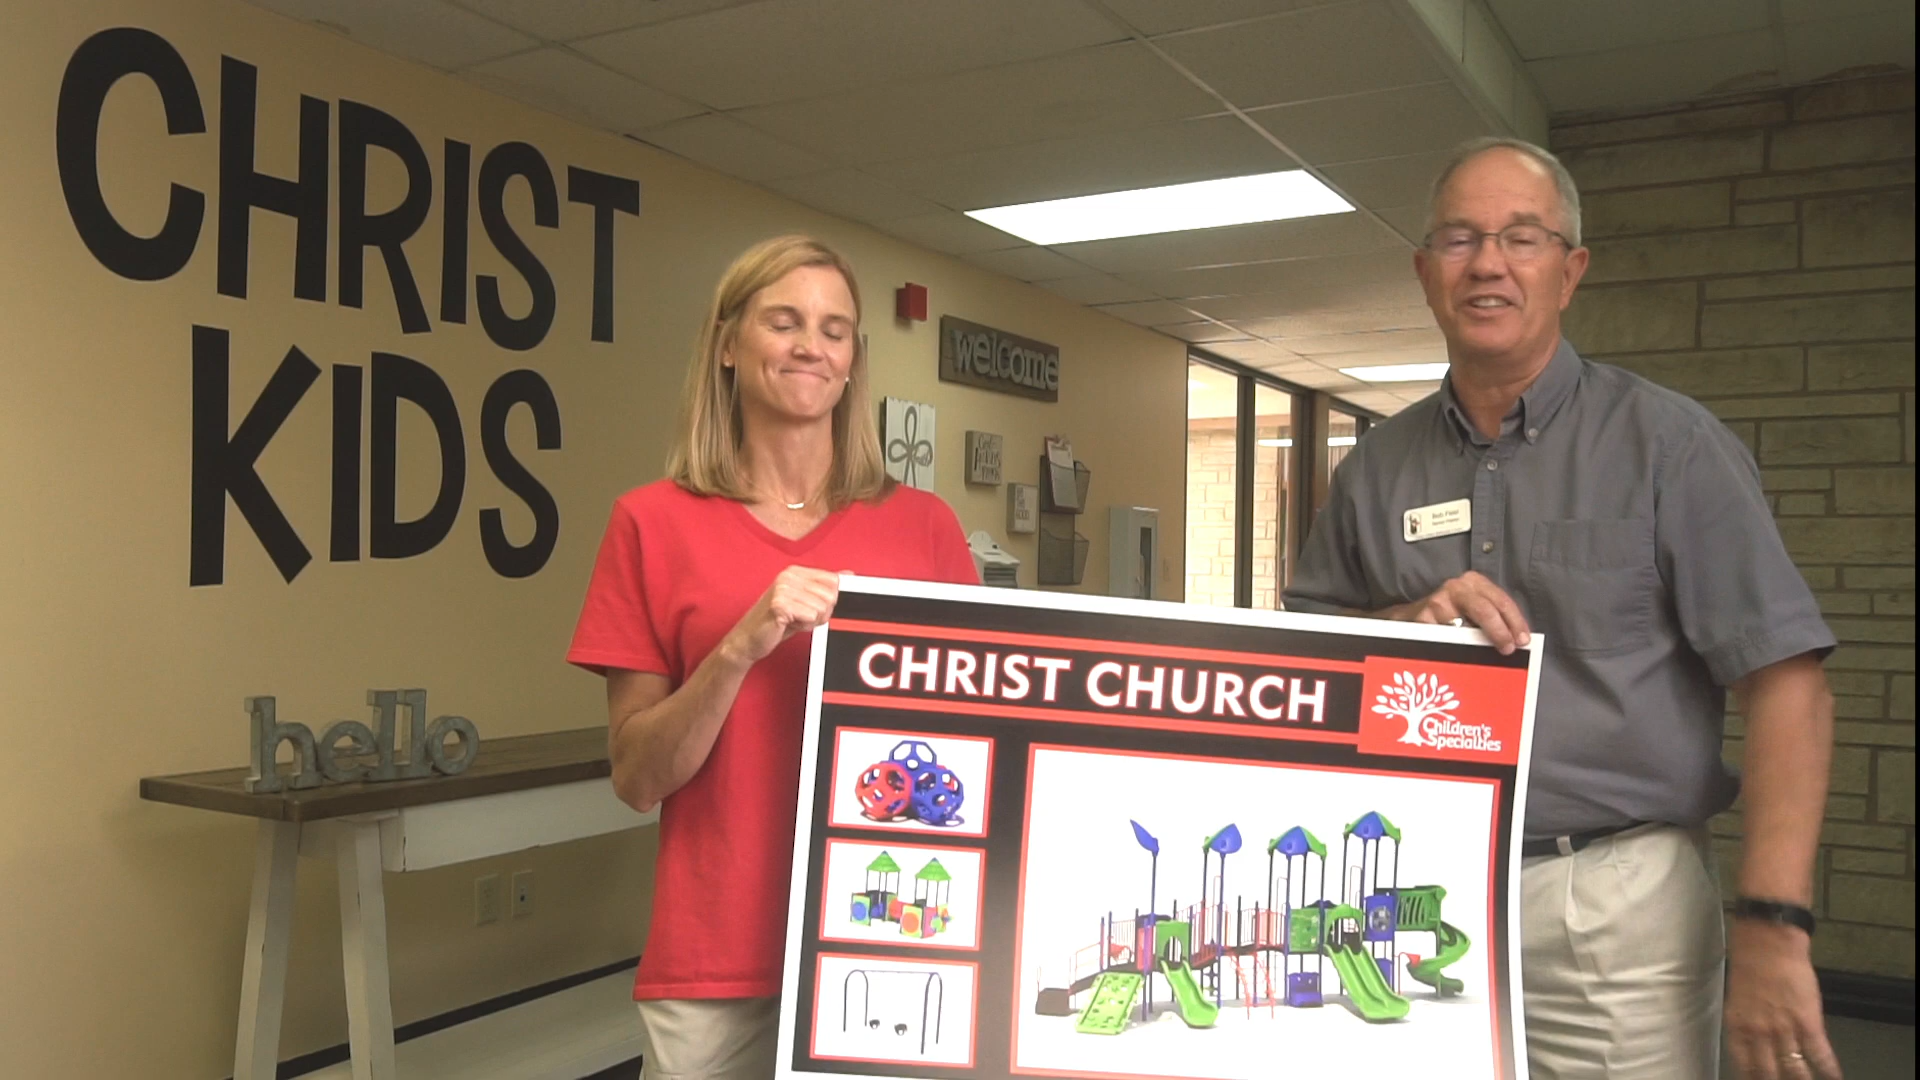 CHRIST
KIDS
welcome
hello
CHRIST CHURCH
Children's
Specialties